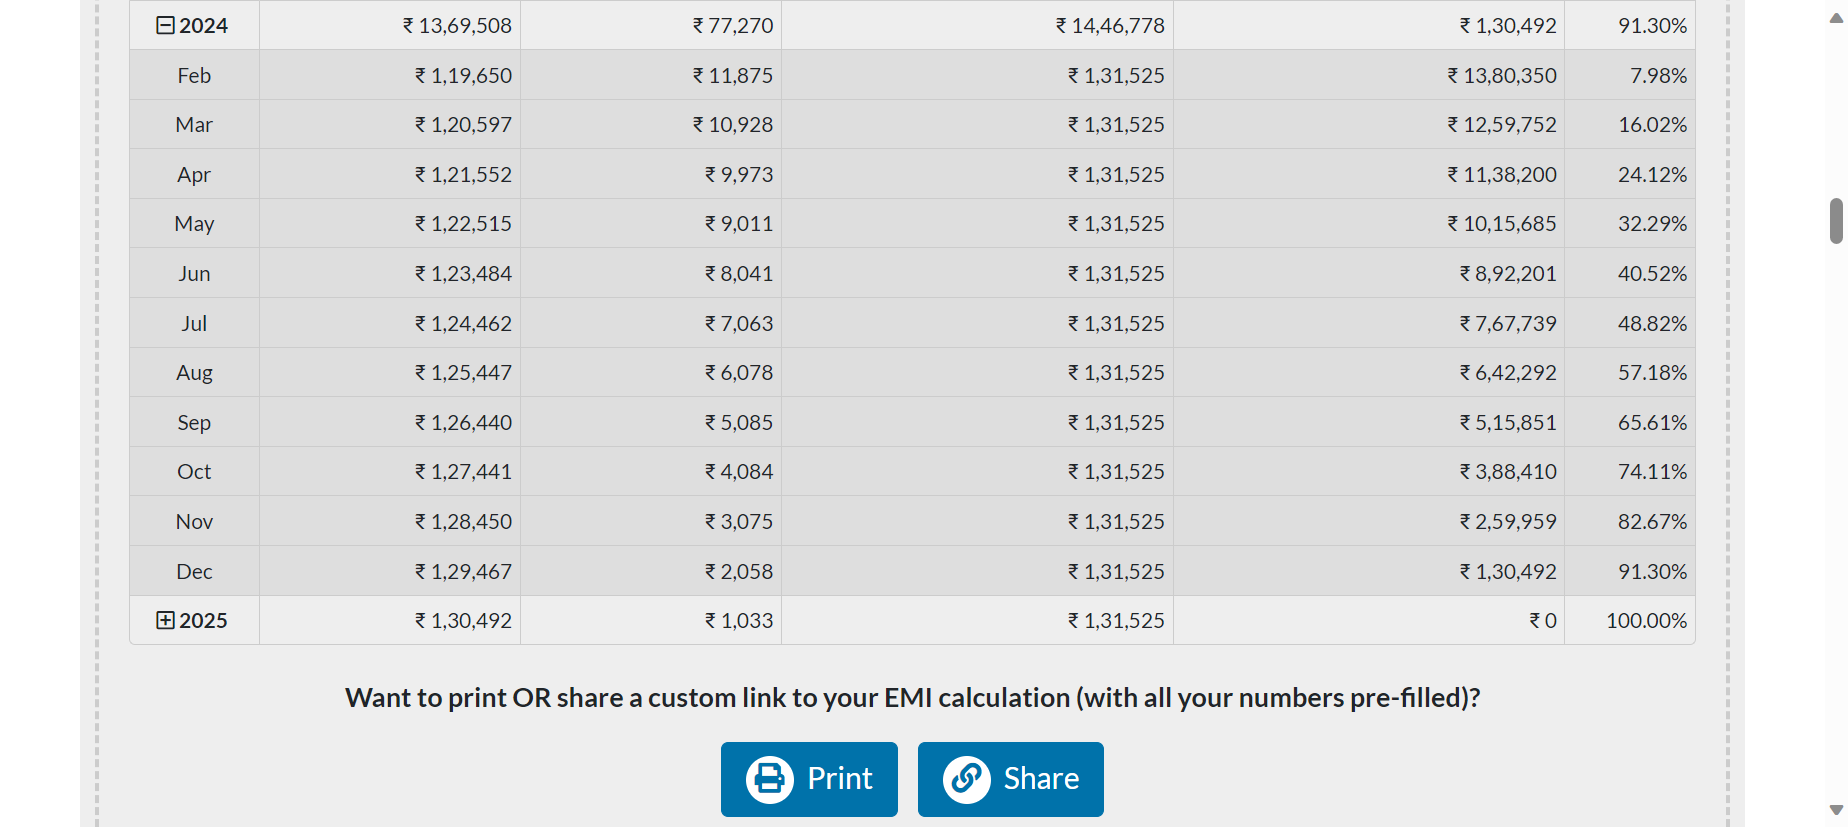 2024 ₹ 13,69,508 ₹ 77,270 ₹ 14,46,778 ₹ 1,30,492 91.30%
Feb ₹ 1,19,650 ₹ 11,875 ₹ 1,31,525 ₹ 13,80,350 7.98%
Mar ₹ 1,20,597 ₹ 10,928 ₹ 1,31,525 ₹ 12,59,752 16.02%
Apr ₹ 1,21,552 ₹ 9,973 ₹ 1,31,525 ₹ 11,38,200 24.12%
May ₹ 1,22,515 ₹ 9,011 ₹ 1,31,525 ₹ 10,15,685 32.29%
Jun ₹ 1,23,484 ₹ 8,041 ₹ 1,31,525 ₹ 8,92,201 40.52%
Jul ₹ 1,24,462 ₹ 7,063 ₹ 1,31,525 ₹ 7,67,739 48.82%
Aug ₹ 1,25,447 ₹ 6,078 ₹ 1,31,525 ₹ 6,42,292 57.18%
Sep ₹ 1,26,440 ₹ 5,085 ₹ 1,31,525 ₹ 5,15,851 65.61%
Oct ₹ 1,27,441 ₹ 4,084 ₹ 1,31,525 ₹ 3,88,410 74.11%
Nov ₹ 1,28,450 ₹ 3,075 ₹ 1,31,525 ₹ 2,59,959 82.67%
Dec ₹ 1,29,467 ₹ 2,058 ₹ 1,31,525 ₹ 1,30,492 91.30%
2025 ₹ 1,30,492 ₹ 1,033 ₹ 1,31,525 ₹ 0 100.00%
Want to print OR share a custom link to your EMI calculation (with all your numbers pre-filled)?
Print Share